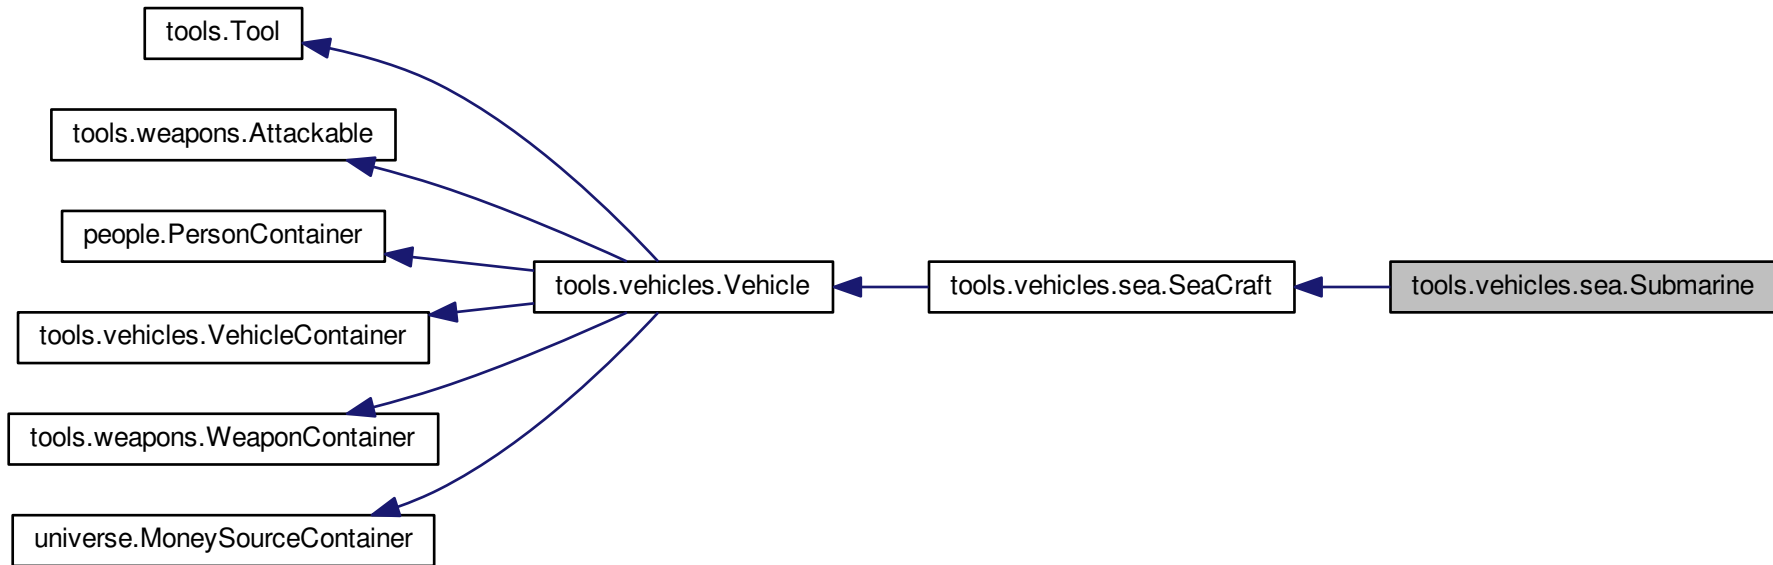 tools.Tool
tools.weapons.Attackable
people.PersonContainer
tools.vehicles.Vehicle
tools.vehicles.sea.SeaCraft
tools.vehicles.sea.Submarine
tools.vehicles.VehicleContainer
tools.weapons.WeaponContainer
universe.MoneySourceContainer